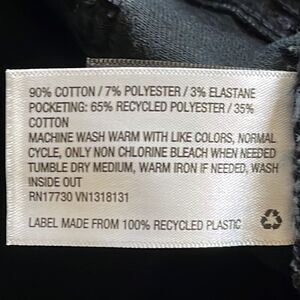 90% COTTON / 7% POLYESTER / 3% ELASTANE
POCKETING: 65% RECYCLED POLYESTER / 35%
COTTON
MACHINE WASH WARM WITH LIKE COLORS, NORMAL
CYCLE, ONLY NON CHLORINE BLEACH WHEN NEEDED
TUMBLE DRY MEDIUM, WARM IRON IF NEEDED, WASH
INSIDE OUT
RN17730 VN1318131
LABEL MADE FROM 100% RECYCLED PLASTIC